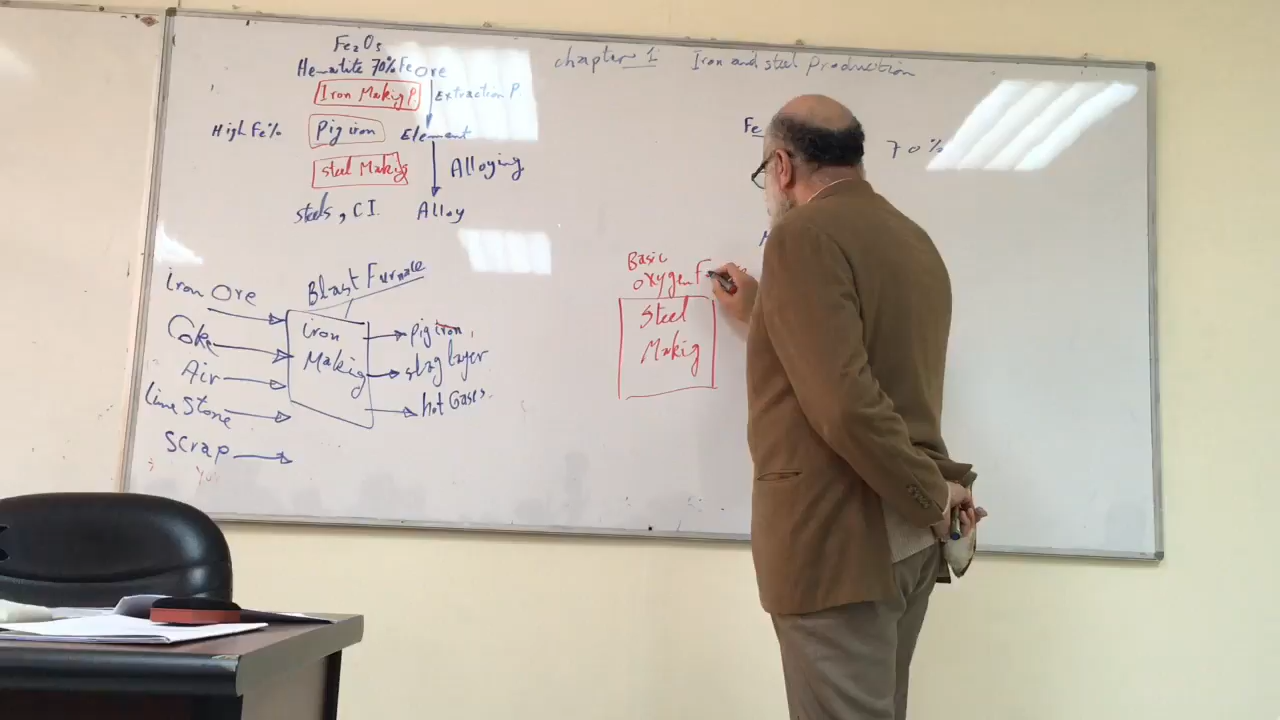 chapter 1 Iron and steel production
Fe2O3
Hematite 70% Fe Ore
Iron Making P. Extraction P.
High Fe% Pig iron Element
steel Making Alloying
steels, C I. Alloy
Fe
70%
Blast Furnace
Iron Ore
Coke
Air
Lime Stone
Scrap
iron
Making
pig iron,
slag layer
hot Gases.
Basic
oxygen F
Steel
Makig